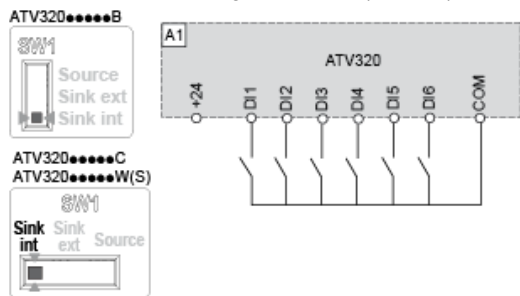 ATV320●●●●●B
SW1
Source
Sink ext
Sink int
A1
ATV320
+24
DI1
DI2
DI3
DI4
DI5
DI6
COM
ATV320●●●●●C
ATV320●●●●●W(S)
SW1
Sink int
Sink ext
Source